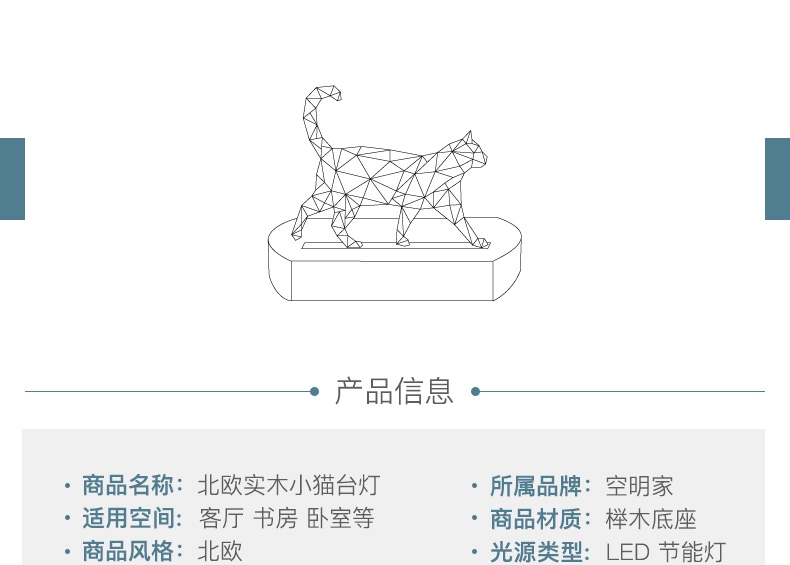 产品信息
• 商品名称：北欧实木小猫台灯
• 所属品牌：空明家
• 适用空间：客厅 书房 卧室等
• 商品材质：榉木底座
• 商品风格：北欧
• 光源类型：LED 节能灯